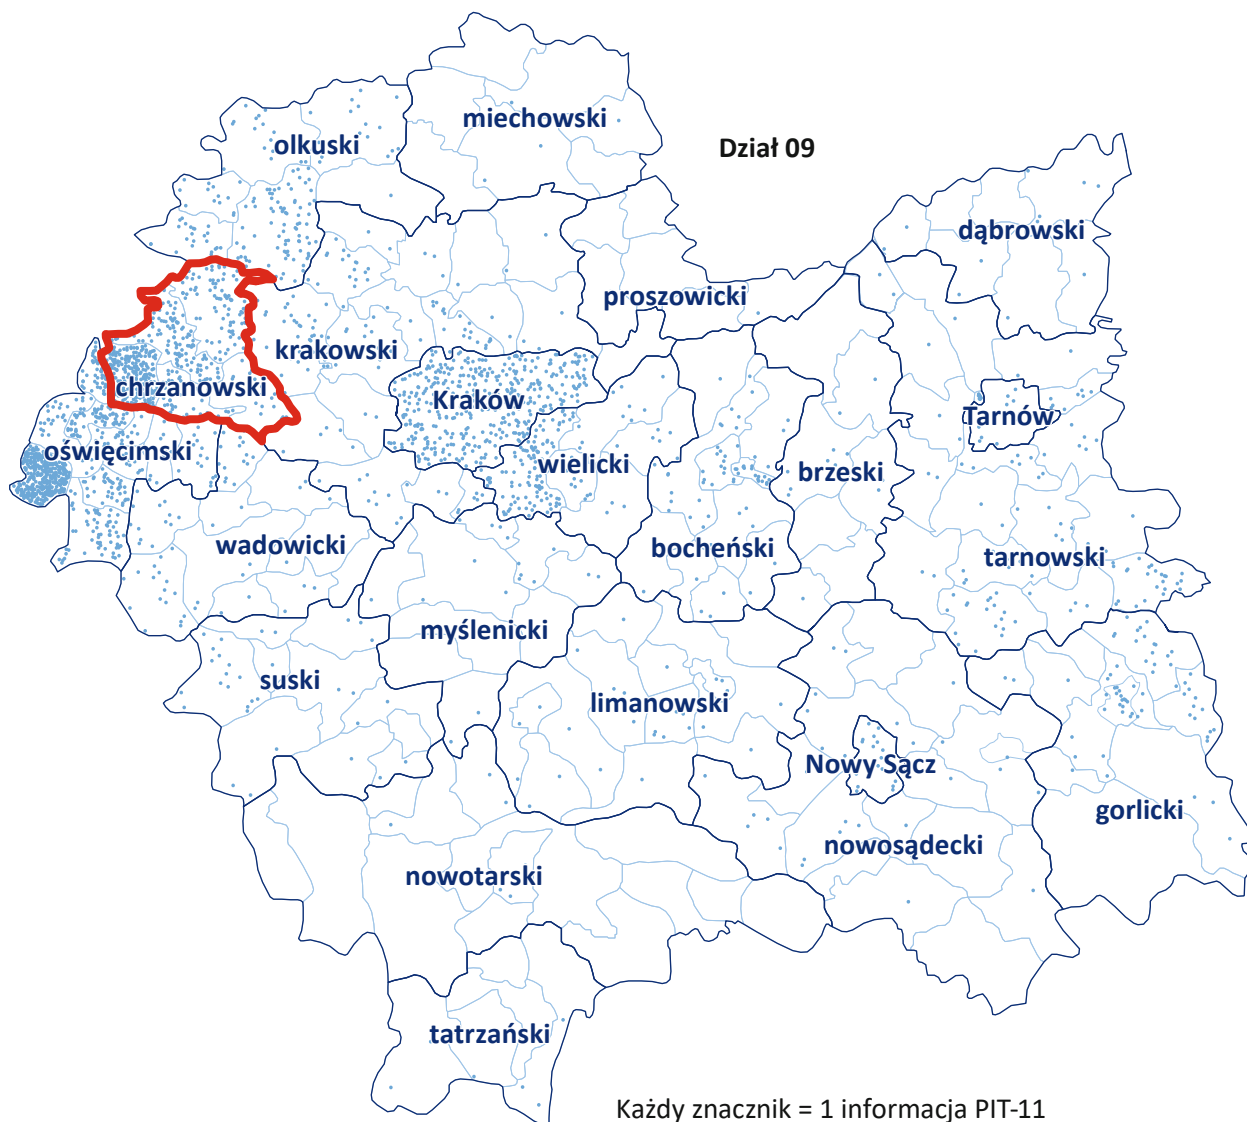 miechowski
olkuski
Dział 09
dąbrowski
proszowicki
krakowski
chrzanowski
Kraków
Tarnów
oświęcimski
wielicki
brzeski
wadowicki
bocheński
tarnowski
myślenicki
suski
limanowski
Nowy Sącz
gorlicki
nowosądecki
nowotarski
tatrzański
Każdy znacznik = 1 informacja PIT-11